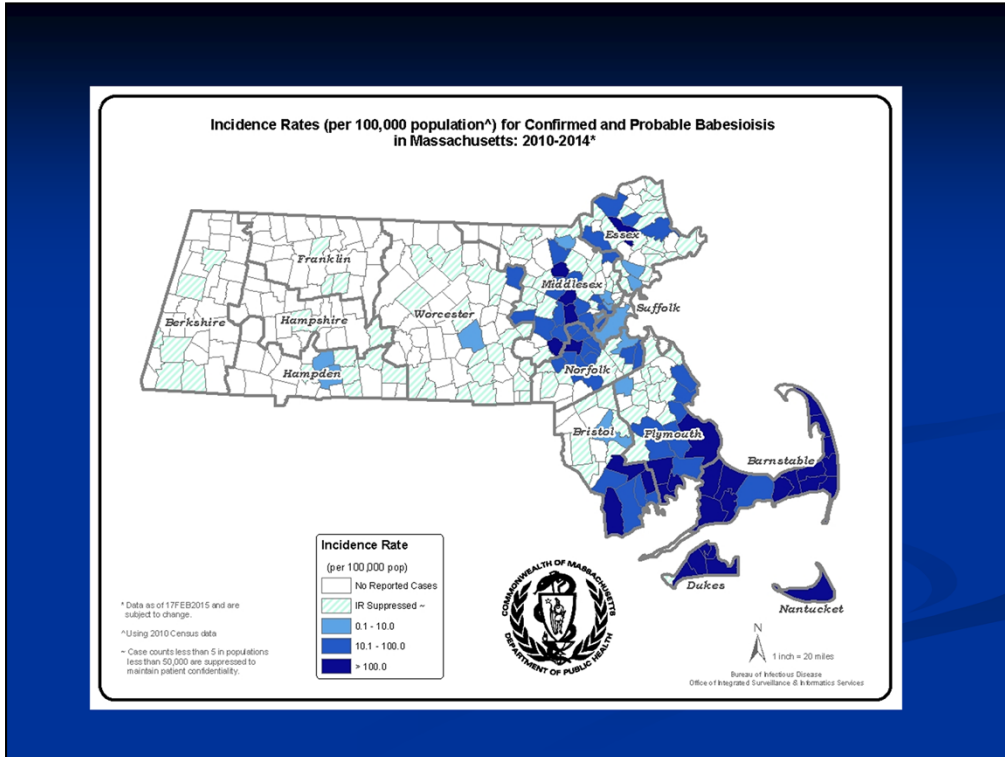 Incidence Rates (per 100,000 population^) for Confirmed and Probable Babesioisis
in Massachusetts: 2010-2014*
Essex
Franklin
Middlesex
Suffolk
Berkshire
Hampshire
Worcester
Hampden
Norfolk
Bristol
Plymouth
Barnstable
Dukes
Nantucket
Incidence Rate
(per 100,000 pop)
No Reported Cases
IR Suppressed ~
0.1 - 10.0
10.1 - 100.0
> 100.0
* Data as of 17FEB2015 and are
subject to change.
^Using 2010 Census data
~ Case counts less than 5 in populations
less than 50,000 are suppressed to
maintain patient confidentiality.
COMMONWEALTH OF MASSACHUSETTS
DEPARTMENT OF PUBLIC HEALTH
N
1 inch = 20 miles
Bureau of Infectious Disease
Office of Integrated Surveillance & Informatics Services